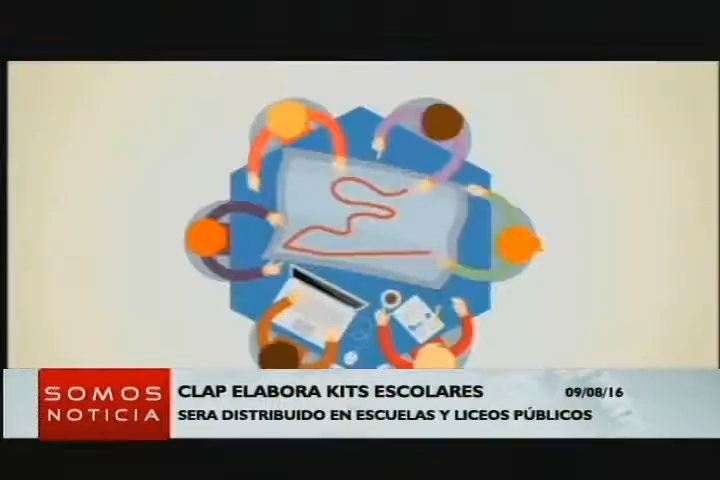 SOMOS
NOTICIA
CLAP ELABORA KITS ESCOLARES
09/08/16
SERA DISTRIBUIDO EN ESCUELAS Y LICEOS PÚBLICOS